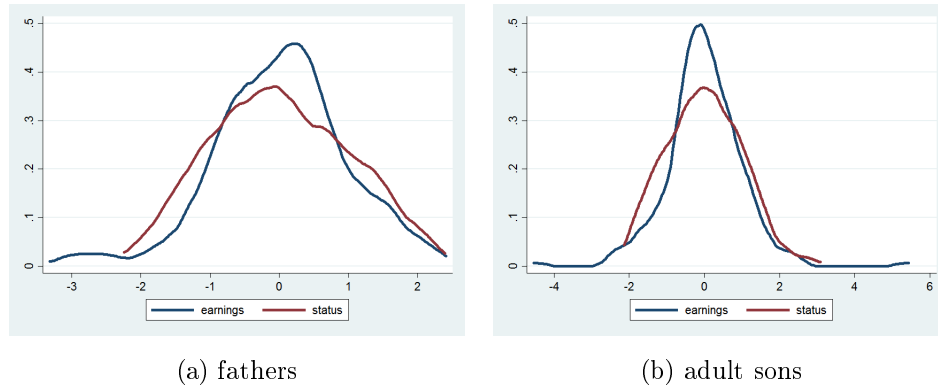 .5
.4
.3
.2
.1
0
-3 -2 -1 0 1 2
earnings status
(a) fathers
.5
.4
.3
.2
.1
0
-4 -2 0 2 4 6
earnings status
(b) adult sons